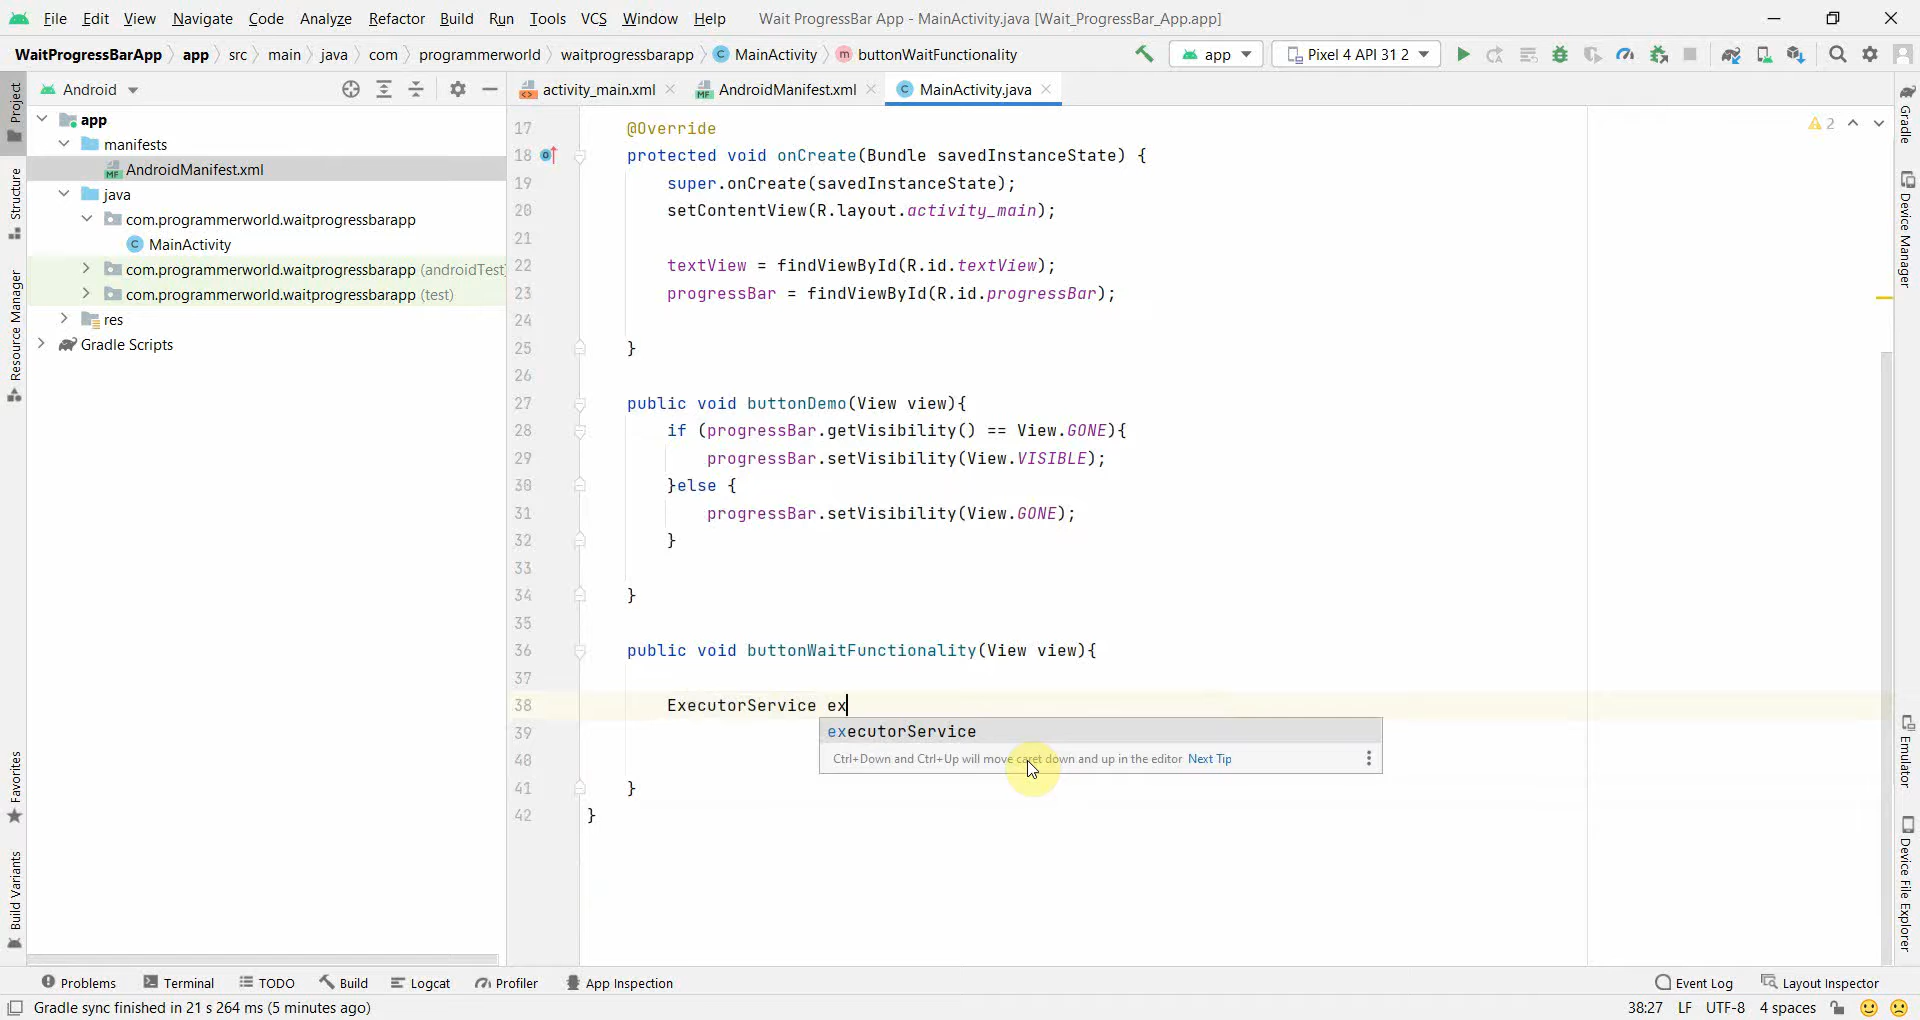 File Edit View Navigate Code Analyze Refactor Build Run Tools VCS Window Help Wait ProgressBar App - MainActivity.java [Wait_ProgressBar_App.app]
WaitProgressBarApp app src main java com programmerworld waitprogressbarapp MainActivity buttonWaitFunctionality app Pixel 4 API 31 2
Android
activity_main.xml AndroidManifest.xml MainActivity.java
Project
Structure
Resource Manager
Favorites
Build Variants
app
manifests
AndroidManifest.xml
java
com.programmerworld.waitprogressbarapp
MainActivity
com.programmerworld.waitprogressbarapp (androidTest)
com.programmerworld.waitprogressbarapp (test)
res
Gradle Scripts
2
17 @Override
18 protected void onCreate(Bundle savedInstanceState) {
19 super.onCreate(savedInstanceState);
20 setContentView(R.layout.activity_main);
21
22 textView = findViewById(R.id.textView);
23 progressBar = findViewById(R.id.progressBar);
24
25 }
26
27 public void buttonDemo(View view){
28 if (progressBar.getVisibility() == View.GONE){
29 progressBar.setVisibility(View.VISIBLE);
30 }else {
31 progressBar.setVisibility(View.GONE);
32 }
33
34 }
35
36 public void buttonWaitFunctionality(View view){
37
38 ExecutorService ex
39 executorService
40 Ctrl+Down and Ctrl+Up will move caret down and up in the editor Next Tip
41 }
42 }
Gradle
Device Manager
Emulator
Device File Explorer
Problems Terminal TODO Build Logcat Profiler App Inspection Event Log Layout Inspector
Gradle sync finished in 21 s 264 ms (5 minutes ago) 38:27 LF UTF-8 4 spaces